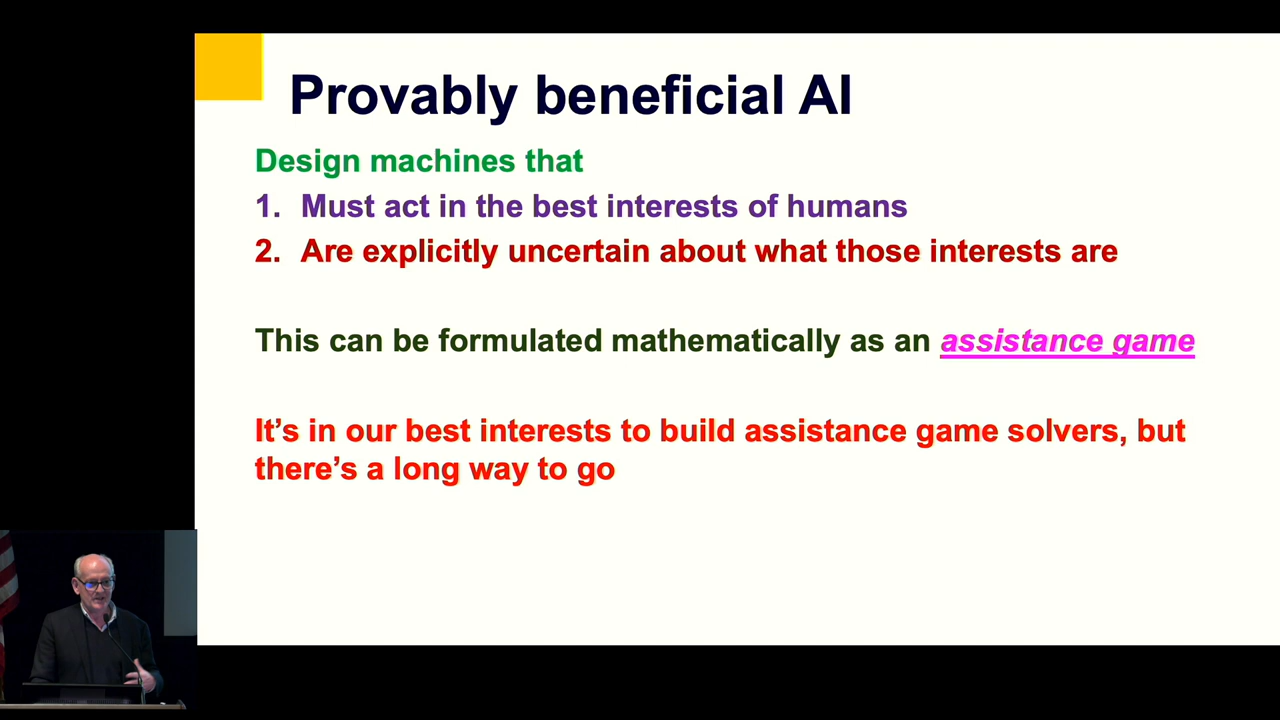 Provably beneficial AI
Design machines that
1. Must act in the best interests of humans
2. Are explicitly uncertain about what those interests are
This can be formulated mathematically as an assistance game
It's in our best interests to build assistance game solvers, but
there's a long way to go